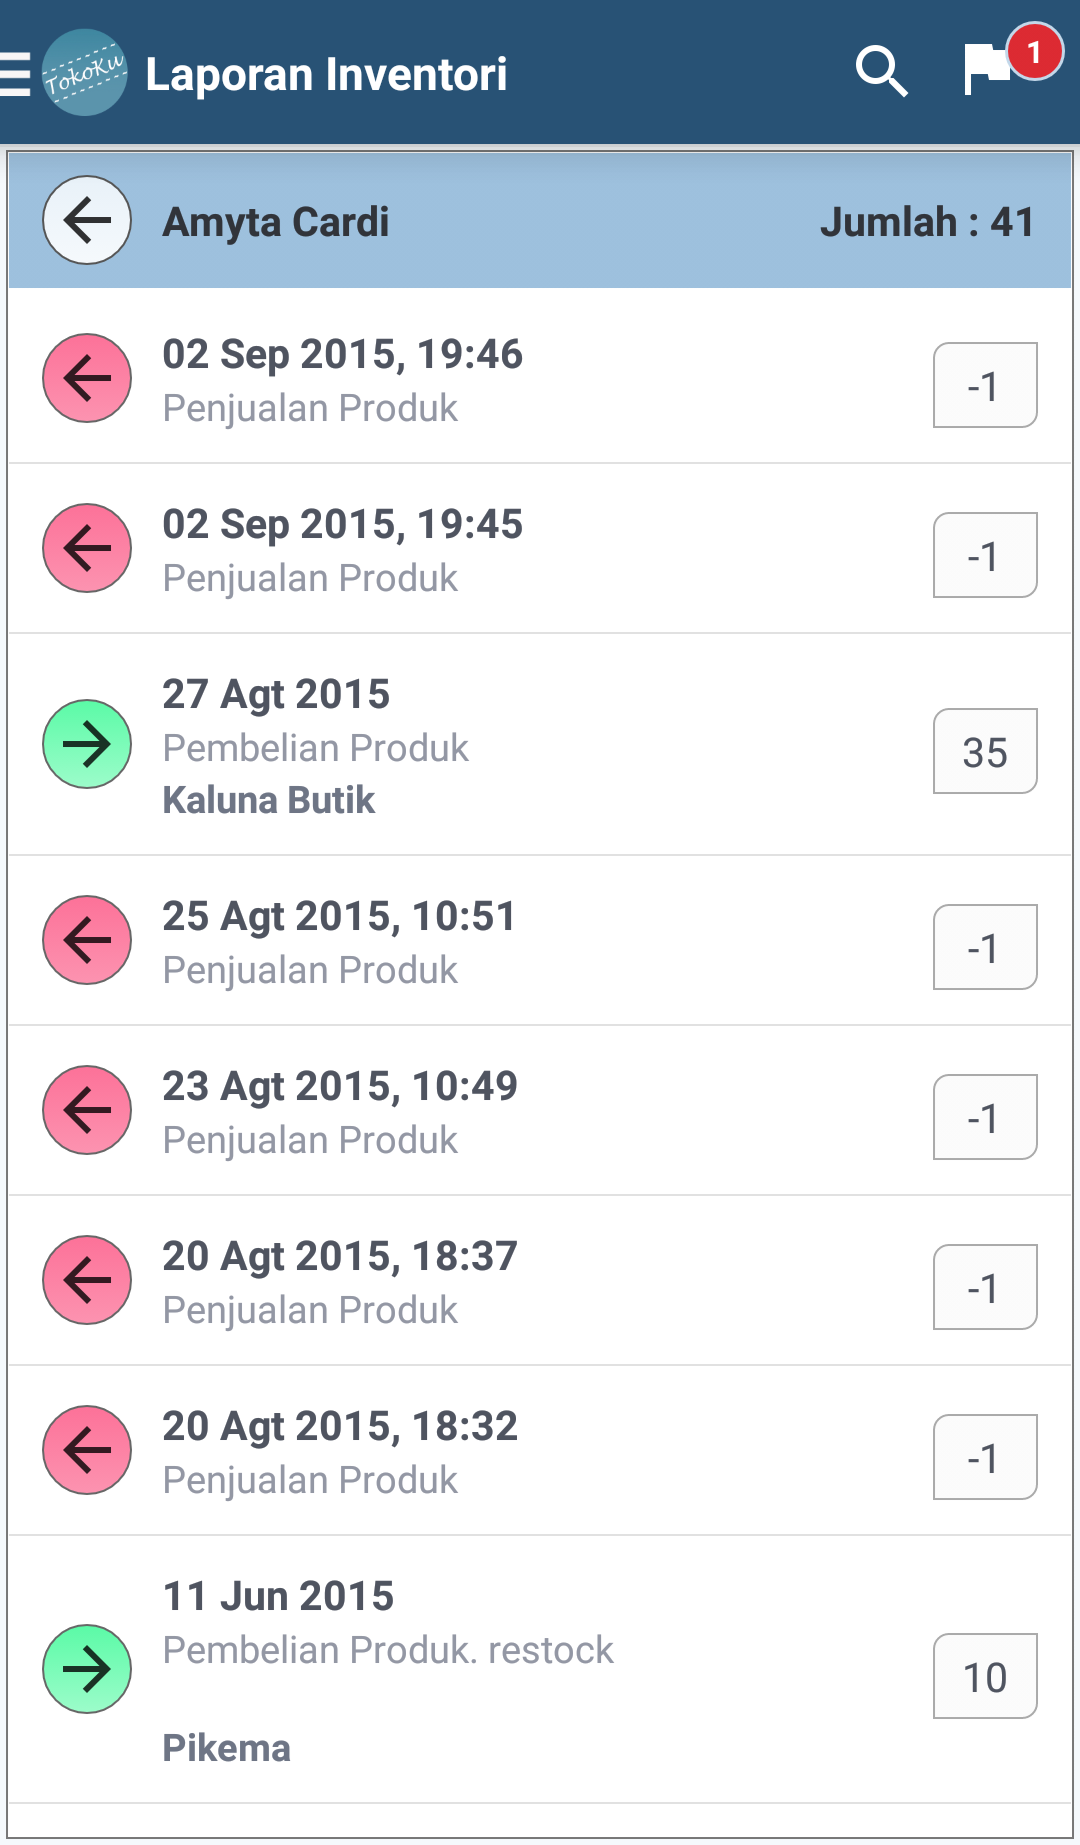 TokoKu
Laporan Inventori
1
Amyta Cardi
Jumlah : 41
02 Sep 2015, 19:46
Penjualan Produk
-1
02 Sep 2015, 19:45
Penjualan Produk
-1
27 Agt 2015
Pembelian Produk
Kaluna Butik
35
25 Agt 2015, 10:51
Penjualan Produk
-1
23 Agt 2015, 10:49
Penjualan Produk
-1
20 Agt 2015, 18:37
Penjualan Produk
-1
20 Agt 2015, 18:32
Penjualan Produk
-1
11 Jun 2015
Pembelian Produk. restock
Pikema
10